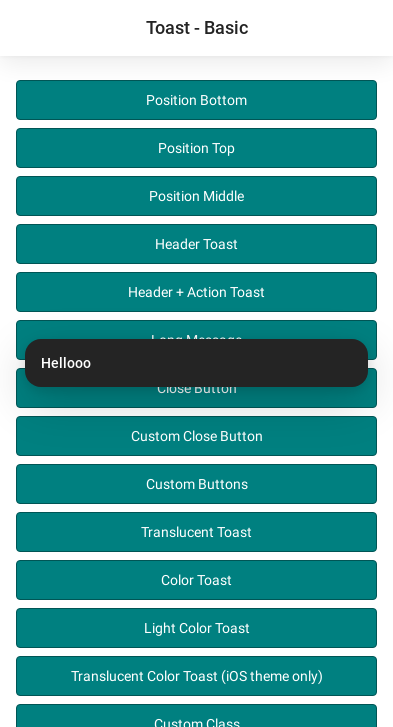 Toast - Basic
Position Bottom
Position Top
Position Middle
Header Toast
Header + Action Toast
Long Message
Hellooo
Close Button
Custom Close Button
Custom Buttons
Translucent Toast
Color Toast
Light Color Toast
Translucent Color Toast (iOS theme only)
Custom Class